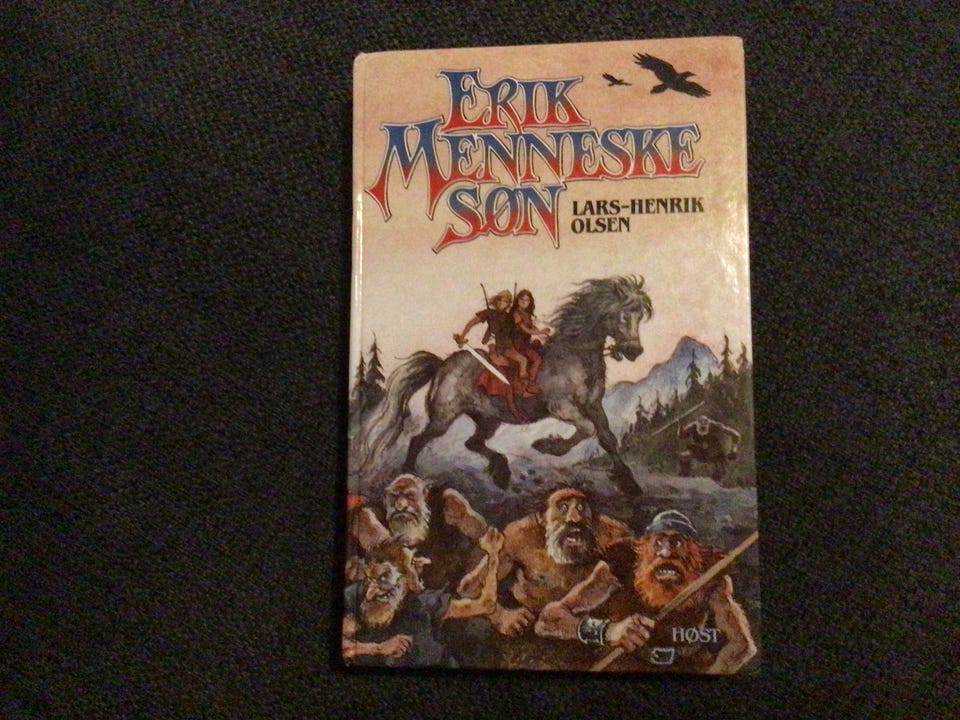 ERIK
MENNESKE
SØN
LARS-HENRIK
OLSEN
HØST